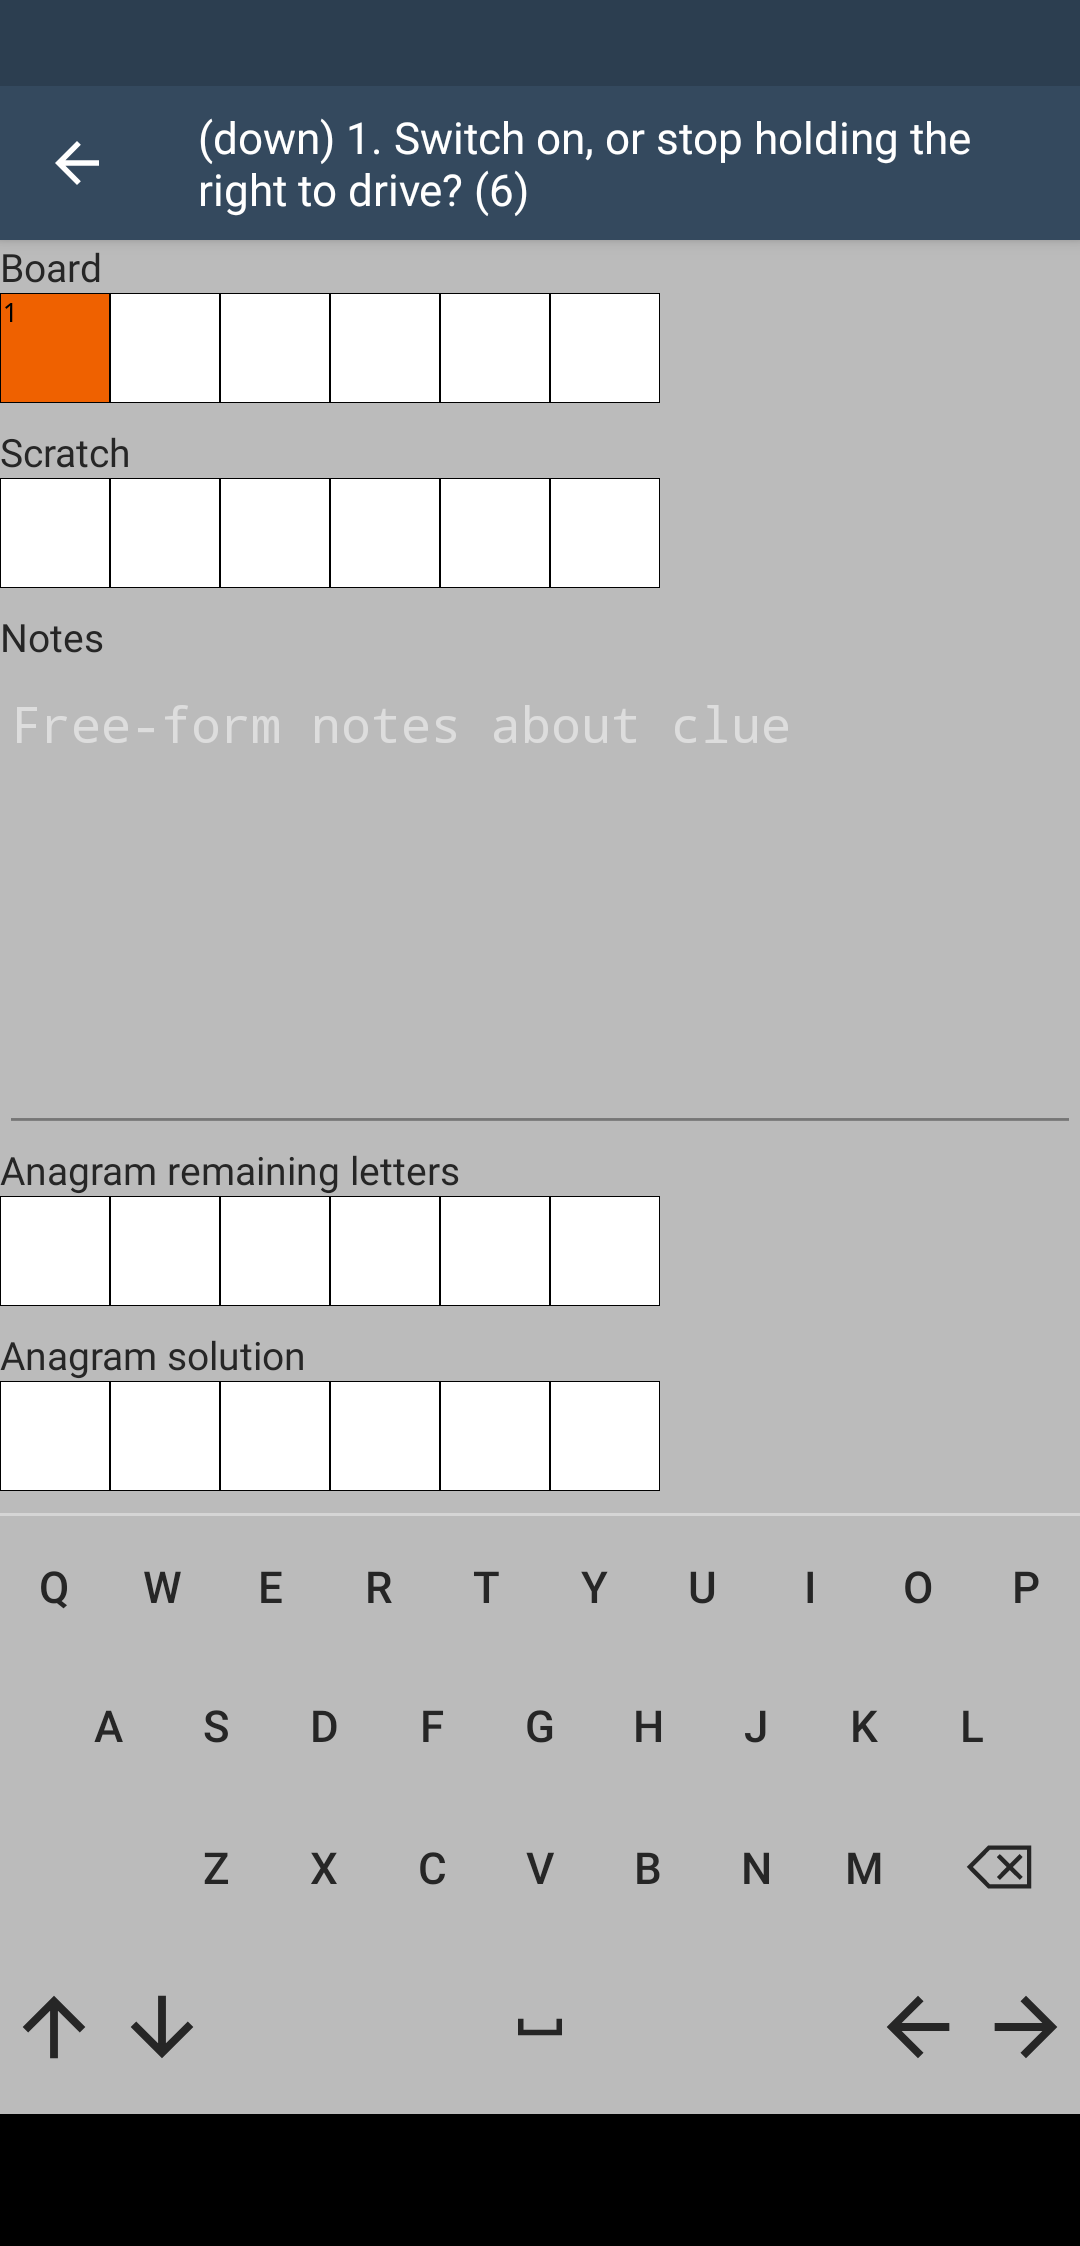 (down) 1. Switch on, or stop holding the
right to drive? (6)
Board
1
Scratch
Notes
Free-form notes about clue
Anagram remaining letters
Anagram solution
Q W E R T Y U I O P
A S D F G H J K L
Z X C V B N M